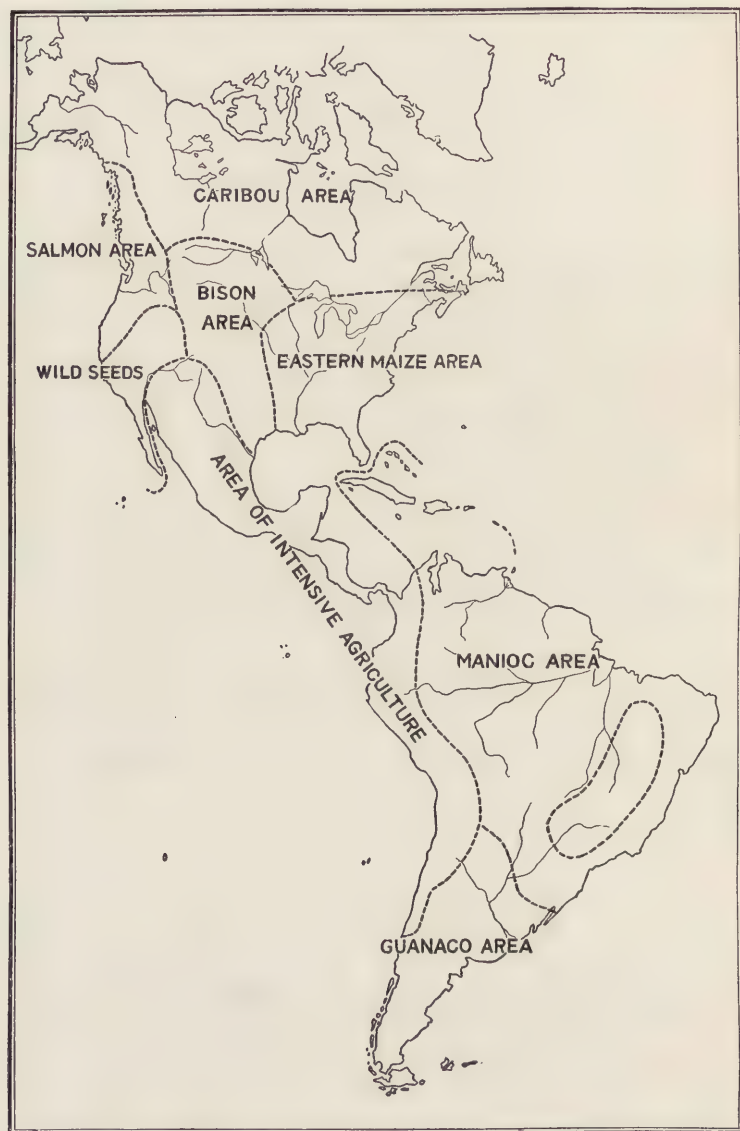 CARIBOU AREA
SALMON AREA
BISON
AREA
EASTERN MAIZE AREA
WILD SEEDS
AREA OF INTENSIVE AGRICULTURE
MANIOC AREA
GUANACO AREA